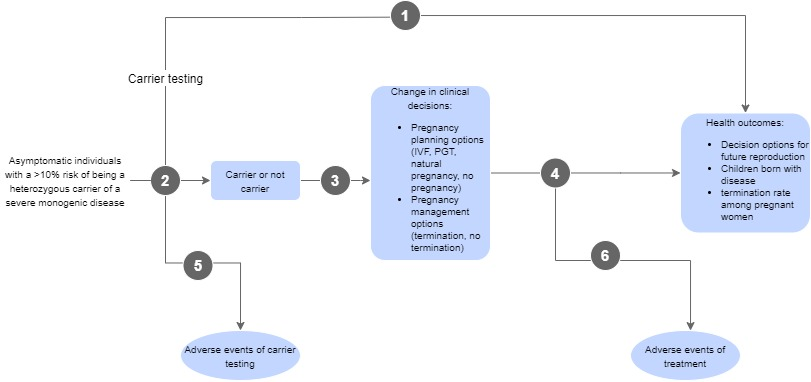 1
Carrier testing
Asymptomatic individuals
with a >10% risk of being a
heterozygous carrier of a
severe monogenic disease
2
Carrier or not
carrier
3
Change in clinical
decisions:
• Pregnancy
planning options
(IVF, PGT,
natural
pregnancy, no
pregnancy)
• Pregnancy
management
options
(termination, no
termination)
4
Health outcomes:
• Decision options for
future reproduction
• Children born with
disease
• termination rate
among pregnant
women
5
6
Adverse events of carrier
testing
Adverse events of
treatment